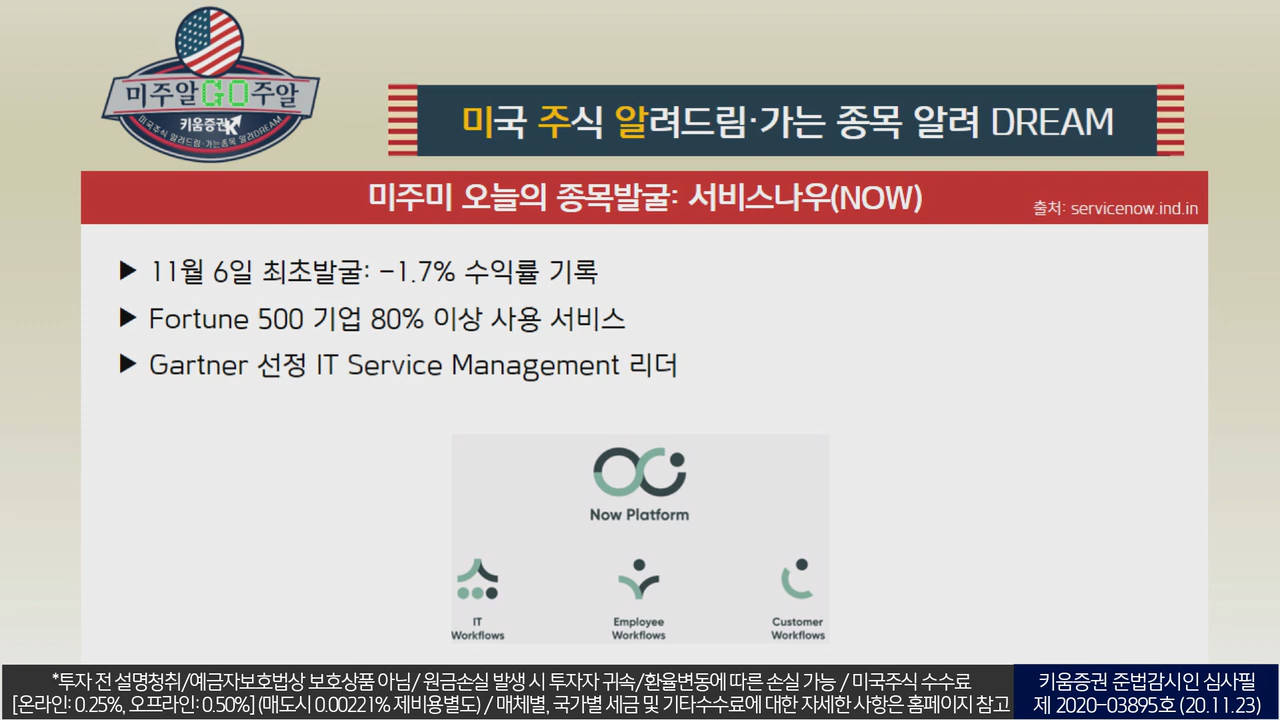 미주알GO주알
키움증권
미국주식 알려드림·가는종목 알려DREAM
미국 주식 알려드림·가는 종목 알려 DREAM
미주미 오늘의 종목발굴: 서비스나우(NOW)
출처: servicenow.ind.in
▶ 11월 6일 최초발굴: -1.7% 수익률 기록
▶ Fortune 500 기업 80% 이상 사용 서비스
▶ Gartner 선정 IT Service Management 리더
Now Platform
IT
Workflows
Employee
Workflows
Customer
Workflows
*투자 전 설명청취/예금자보호법상 보호상품 아님/ 원금손실 발생 시 투자자 귀속/환율변동에 따른 손실 가능 / 미국주식 수수료
[온라인: 0.25%, 오프라인: 0.50%] (매도시 0.00221% 제비용별도) / 매체별, 국가별 세금 및 기타수수료에 대한 자세한 사항은 홈페이지 참고
키움증권 준법감시인 심사필
제 2020-03895호 (20.11.23)